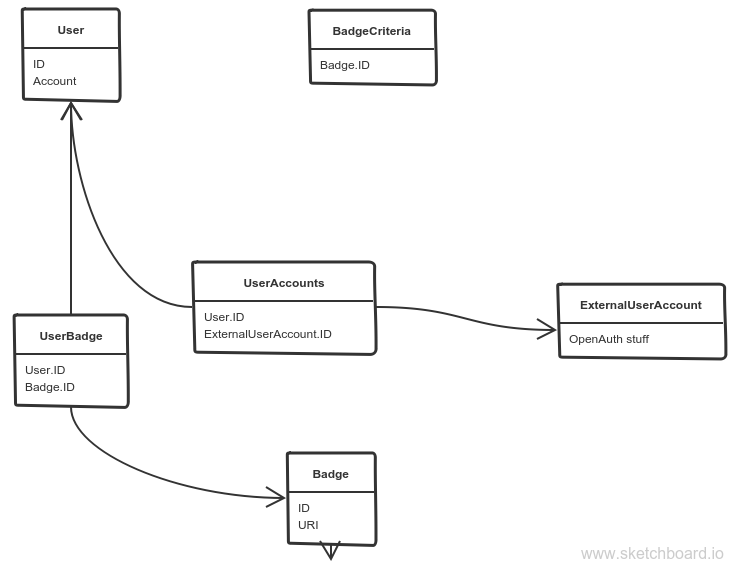 User
ID
Account
BadgeCriteria
Badge.ID
UserAccounts
User.ID
ExternalUserAccount.ID
ExternalUserAccount
OpenAuth stuff
UserBadge
User.ID
Badge.ID
Badge
ID
URI
www.sketchboard.io